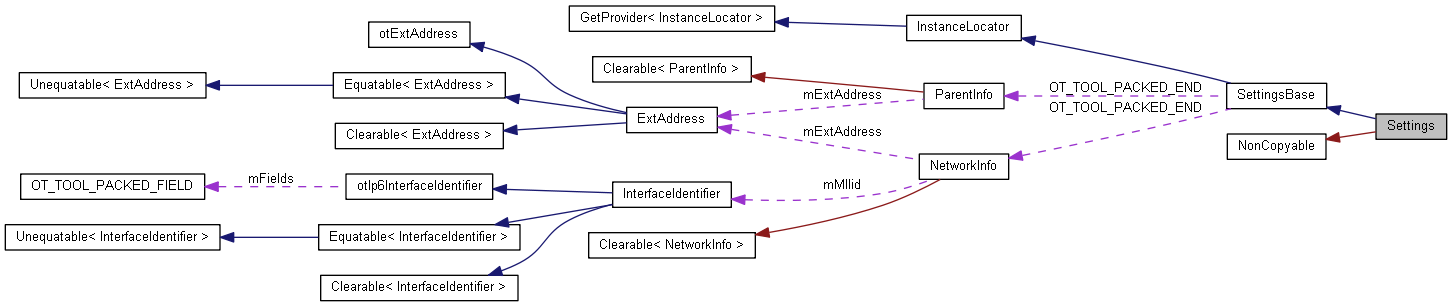 GetProvider< InstanceLocator >
InstanceLocator
otExtAddress
Clearable< ParentInfo >
Unequatable< ExtAddress >
Equatable< ExtAddress >
mExtAddress
ParentInfo
OT_TOOL_PACKED_END
SettingsBase
OT_TOOL_PACKED_END
ExtAddress
Settings
Clearable< ExtAddress >
mExtAddress
NonCopyable
NetworkInfo
OT_TOOL_PACKED_FIELD
mFields
otIp6InterfaceIdentifier
InterfaceIdentifier
mMlIid
Unequatable< InterfaceIdentifier >
Equatable< InterfaceIdentifier >
Clearable< NetworkInfo >
Clearable< InterfaceIdentifier >